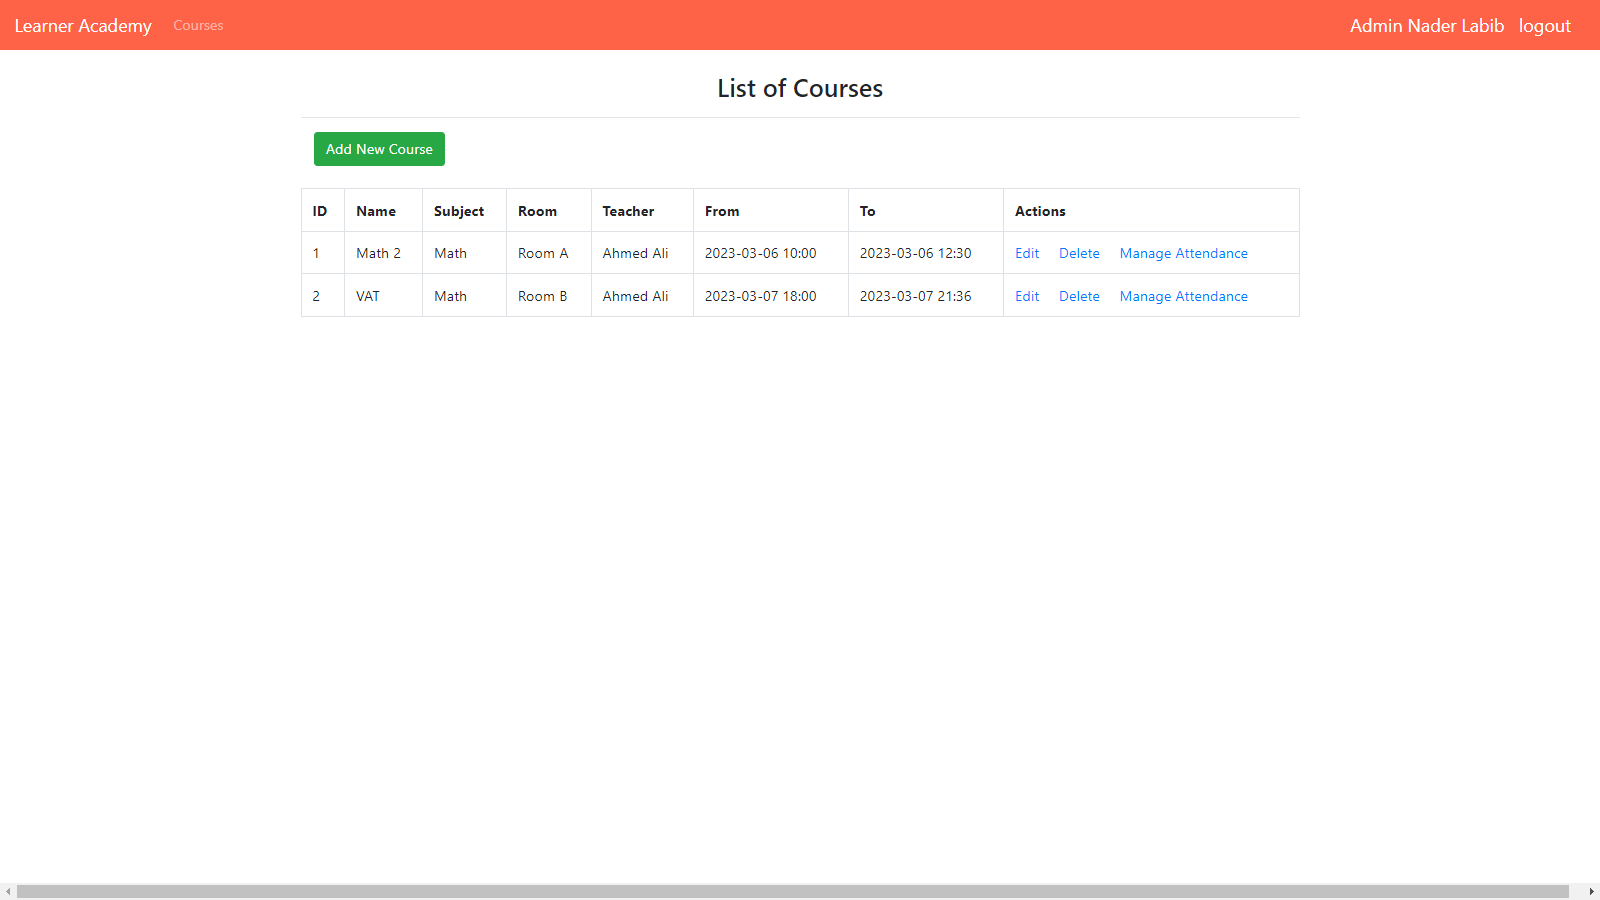 Learner Academy Courses Admin Nader Labib logout
List of Courses
Add New Course
ID Name Subject Room Teacher From To Actions
1 Math 2 Math Room A Ahmed Ali 2023-03-06 10:00 2023-03-06 12:30 Edit Delete Manage Attendance
2 VAT Math Room B Ahmed Ali 2023-03-07 18:00 2023-03-07 21:36 Edit Delete Manage Attendance